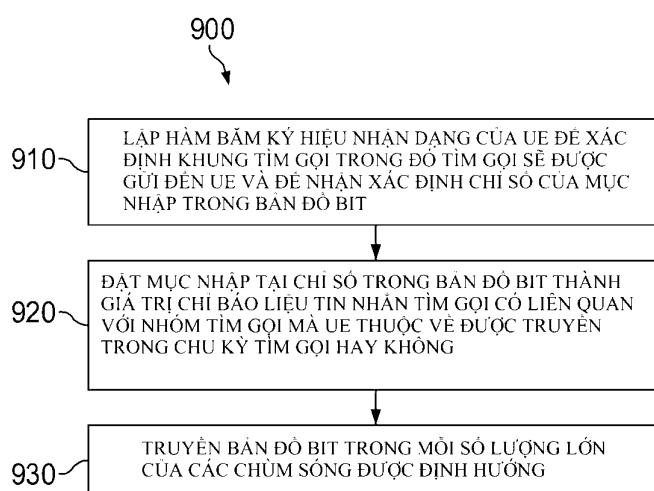 900
910
LẬP HÀM BĂM KÝ HIỆU NHẬN DẠNG CỦA UE ĐỂ XÁC
ĐỊNH KHUNG TÌM GỌI TRONG ĐÓ TÌM GỌI SẼ ĐƯỢC
GỬI ĐẾN UE VÀ ĐỂ NHẬN XÁC ĐỊNH CHỈ SỐ CỦA MỤC
NHẬP TRONG BẢN ĐỒ BIT
920
ĐẶT MỤC NHẬP TẠI CHỈ SỐ TRONG BẢN ĐỒ BIT THÀNH
GIÁ TRỊ CHỈ BÁO LIỆU TIN NHẮN TÌM GỌI CÓ LIÊN QUAN
VỚI NHÓM TÌM GỌI MÀ UE THUỘC VỀ ĐƯỢC TRUYỀN
TRONG CHU KỲ TÌM GỌI HAY KHÔNG
930
TRUYỀN BẢN ĐỒ BIT TRONG MỖI SỐ LƯỢNG LỚN
CỦA CÁC CHÙM SÓNG ĐƯỢC ĐỊNH HƯỚNG